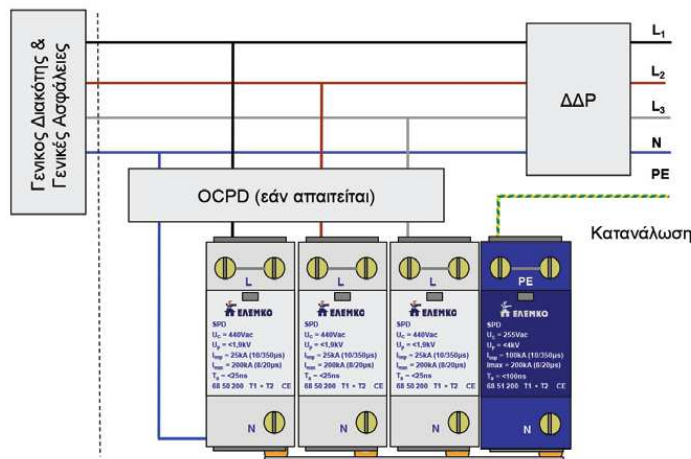 Γενικος Διακότης &
Γενικές Ασφάλειες
L₁
L₂
L₃
N
PE
ΔΔΡ
OCPD (εάν απαιτείται)
Κατανάλωση
L
ΕΛΕΜΚΟ
SPD
Uc = 440Vac
Up = <1,9kV
Iimp = 25kA (10/350μs)
Imax = 200kA (8/20μs)
Ta = <25ns
68 50 200 T1 • T2 CE
N
L
ΕΛΕΜΚΟ
SPD
Uc = 440Vac
Up = <1,9kV
Iimp = 25kA (10/350μs)
Imax = 200kA (8/20μs)
Ta = <25ns
68 50 200 T1 • T2 CE
N
L
ΕΛΕΜΚΟ
SPD
Uc = 440Vac
Up = <1,9kV
Iimp = 25kA (10/350μs)
Imax = 200kA (8/20μs)
Ta = <25ns
68 50 200 T1 • T2 CE
N
PE
ΕΛΕΜΚΟ
SPD
Uc = 255Vac
Up = <4kV
Iimp = 100kA (10/350μs)
Imax = 200kA (8/20μs)
Ta = <100ns
68 51 200 T1 • T2 CE
N